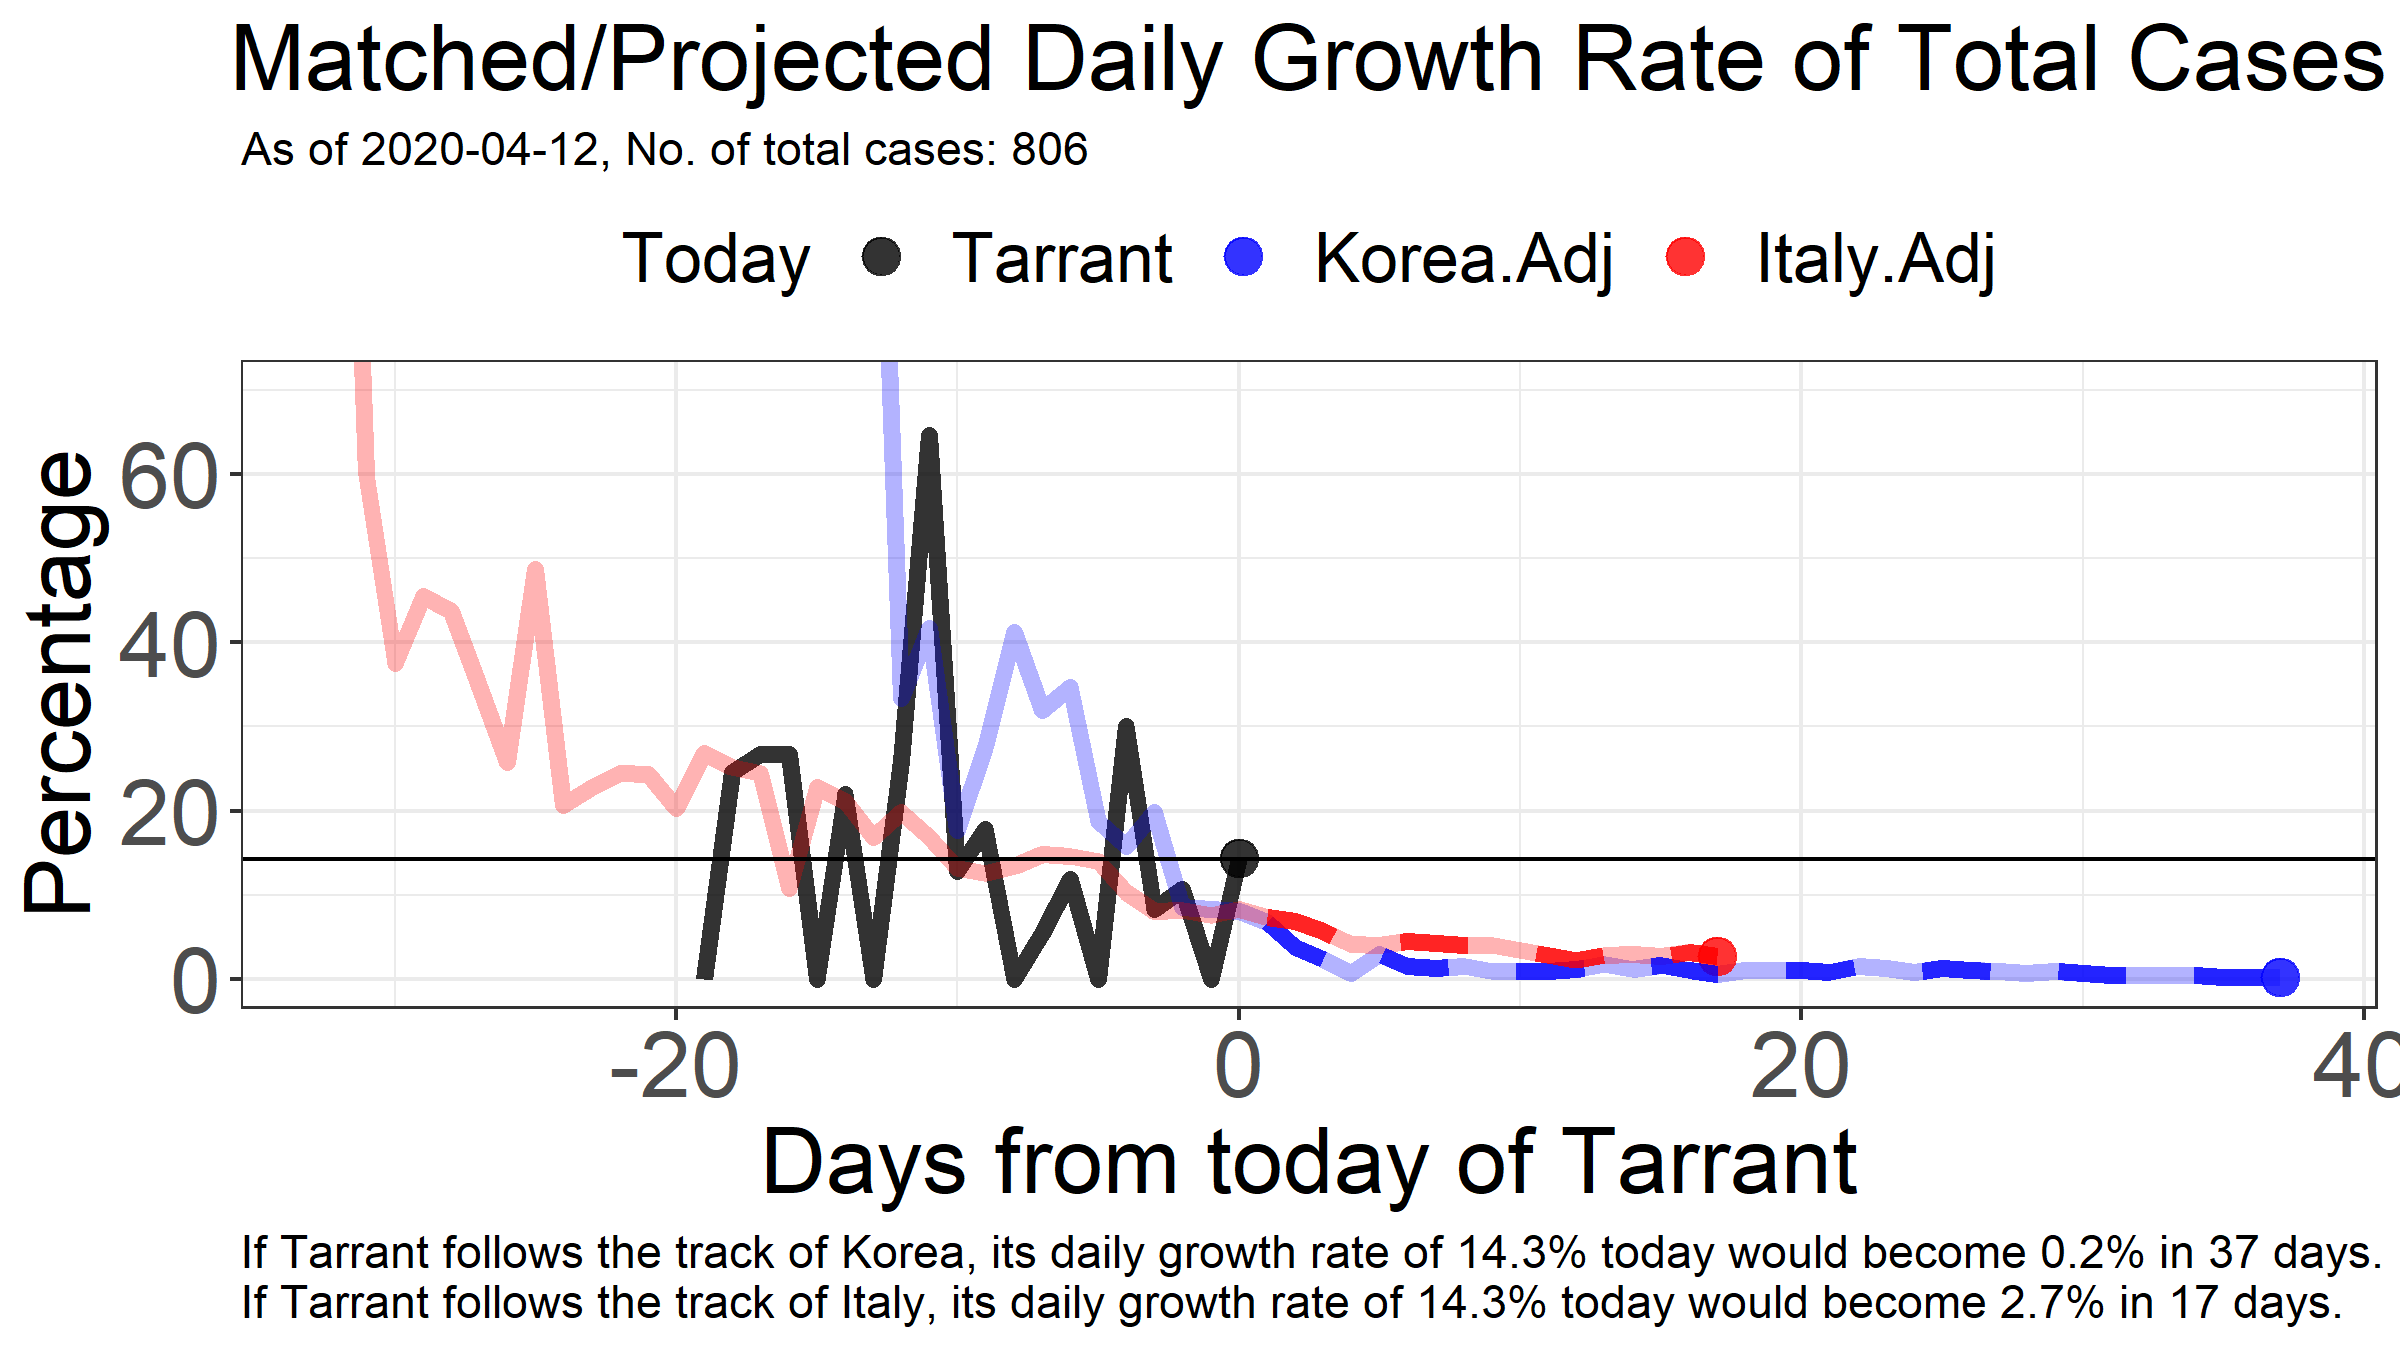 Matched/Projected Daily Growth Rate of Total Cases
As of 2020-04-12, No. of total cases: 806
Today Tarrant Korea.Adj Italy.Adj
Percentage
60
40
20
0
-20 0 20 40
Days from today of Tarrant
If Tarrant follows the track of Korea, its daily growth rate of 14.3% today would become 0.2% in 37 days.
If Tarrant follows the track of Italy, its daily growth rate of 14.3% today would become 2.7% in 17 days.